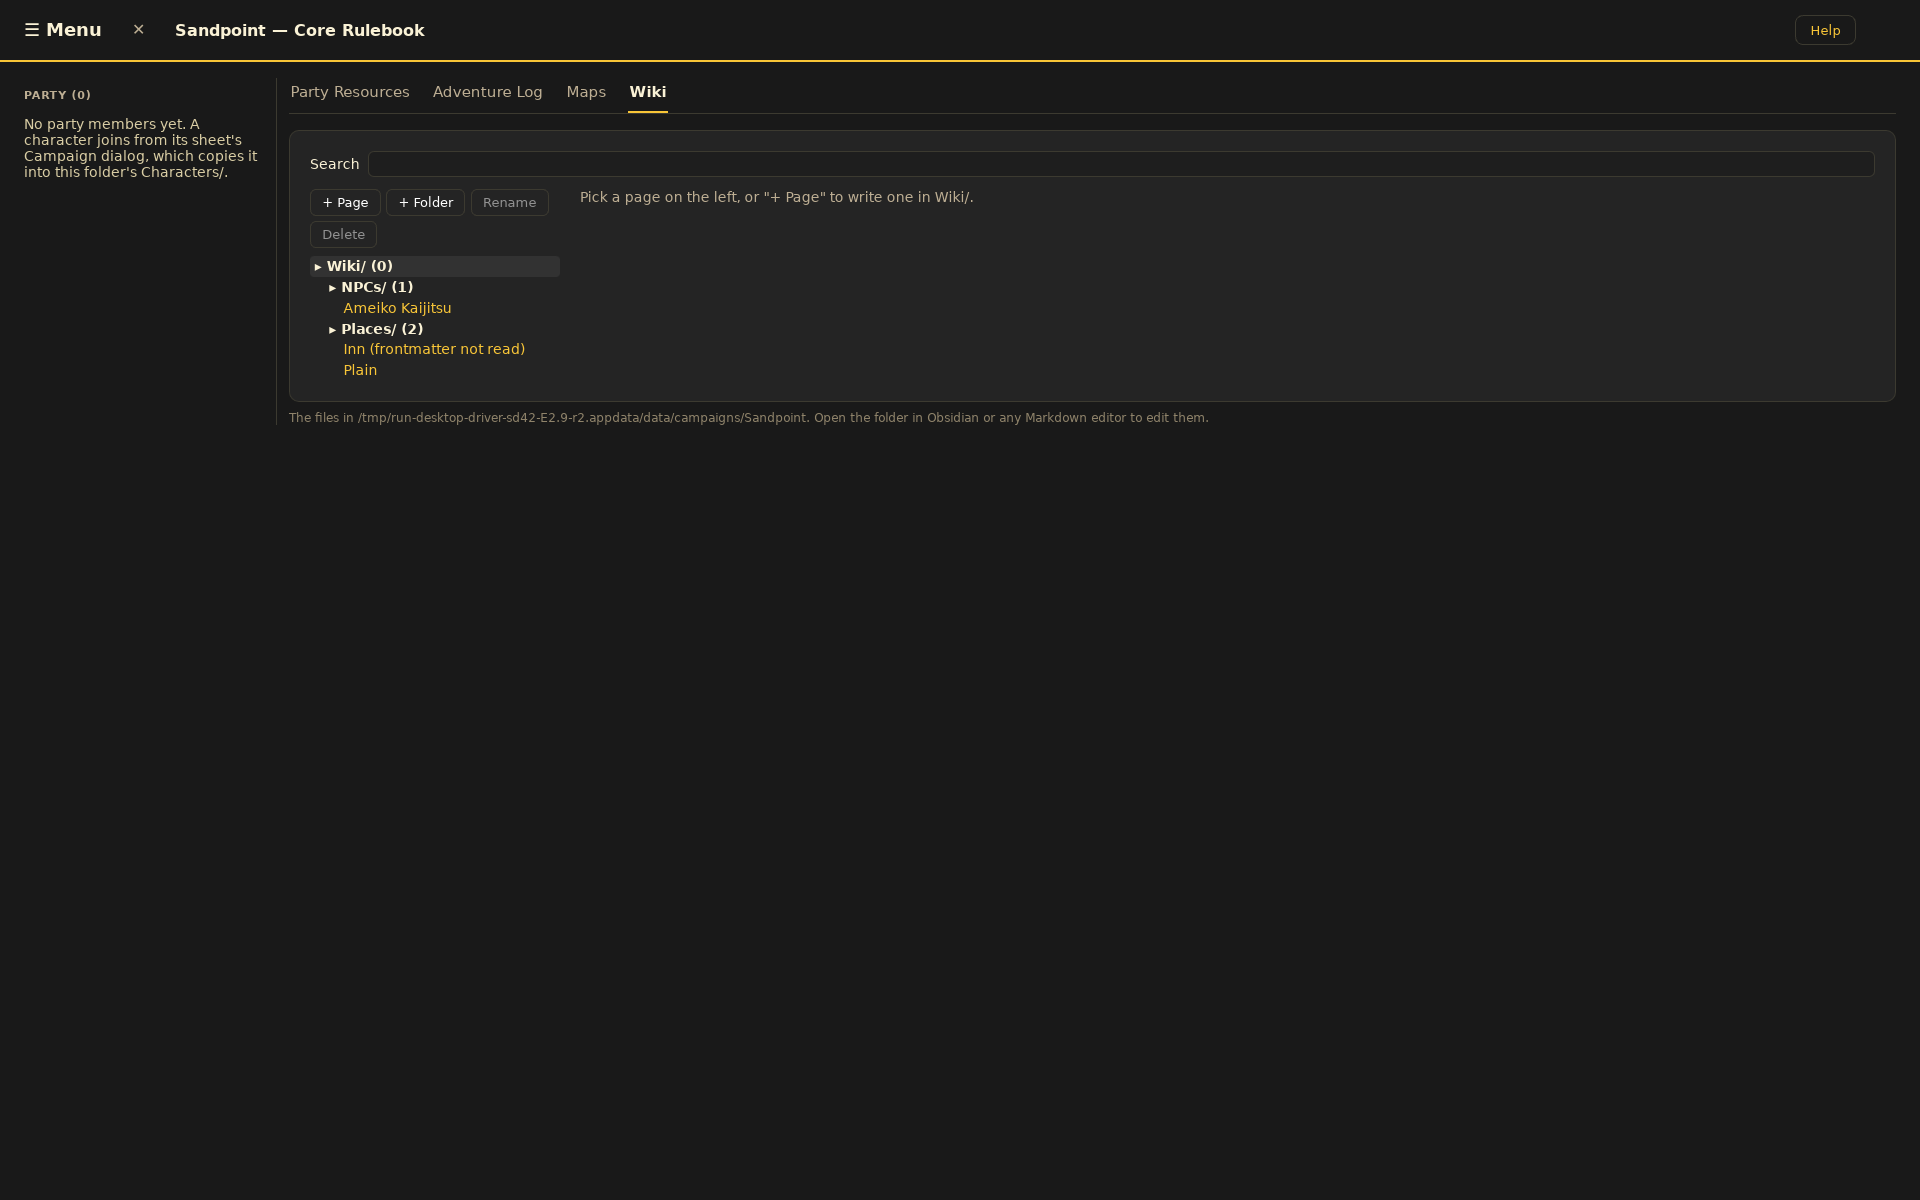 ☰ Menu ✕ Sandpoint — Core Rulebook Help
PARTY (0)
No party members yet. A
character joins from its sheet's
Campaign dialog, which copies it
into this folder's Characters/.
Party Resources Adventure Log Maps Wiki
Search
+ Page + Folder Rename
Delete
▸ Wiki/ (0)
▸ NPCs/ (1)
Ameiko Kaijitsu
▸ Places/ (2)
Inn (frontmatter not read)
Plain
Pick a page on the left, or "+ Page" to write one in Wiki/.
The files in /tmp/run-desktop-driver-sd42-E2.9-r2.appdata/data/campaigns/Sandpoint. Open the folder in Obsidian or any Markdown editor to edit them.